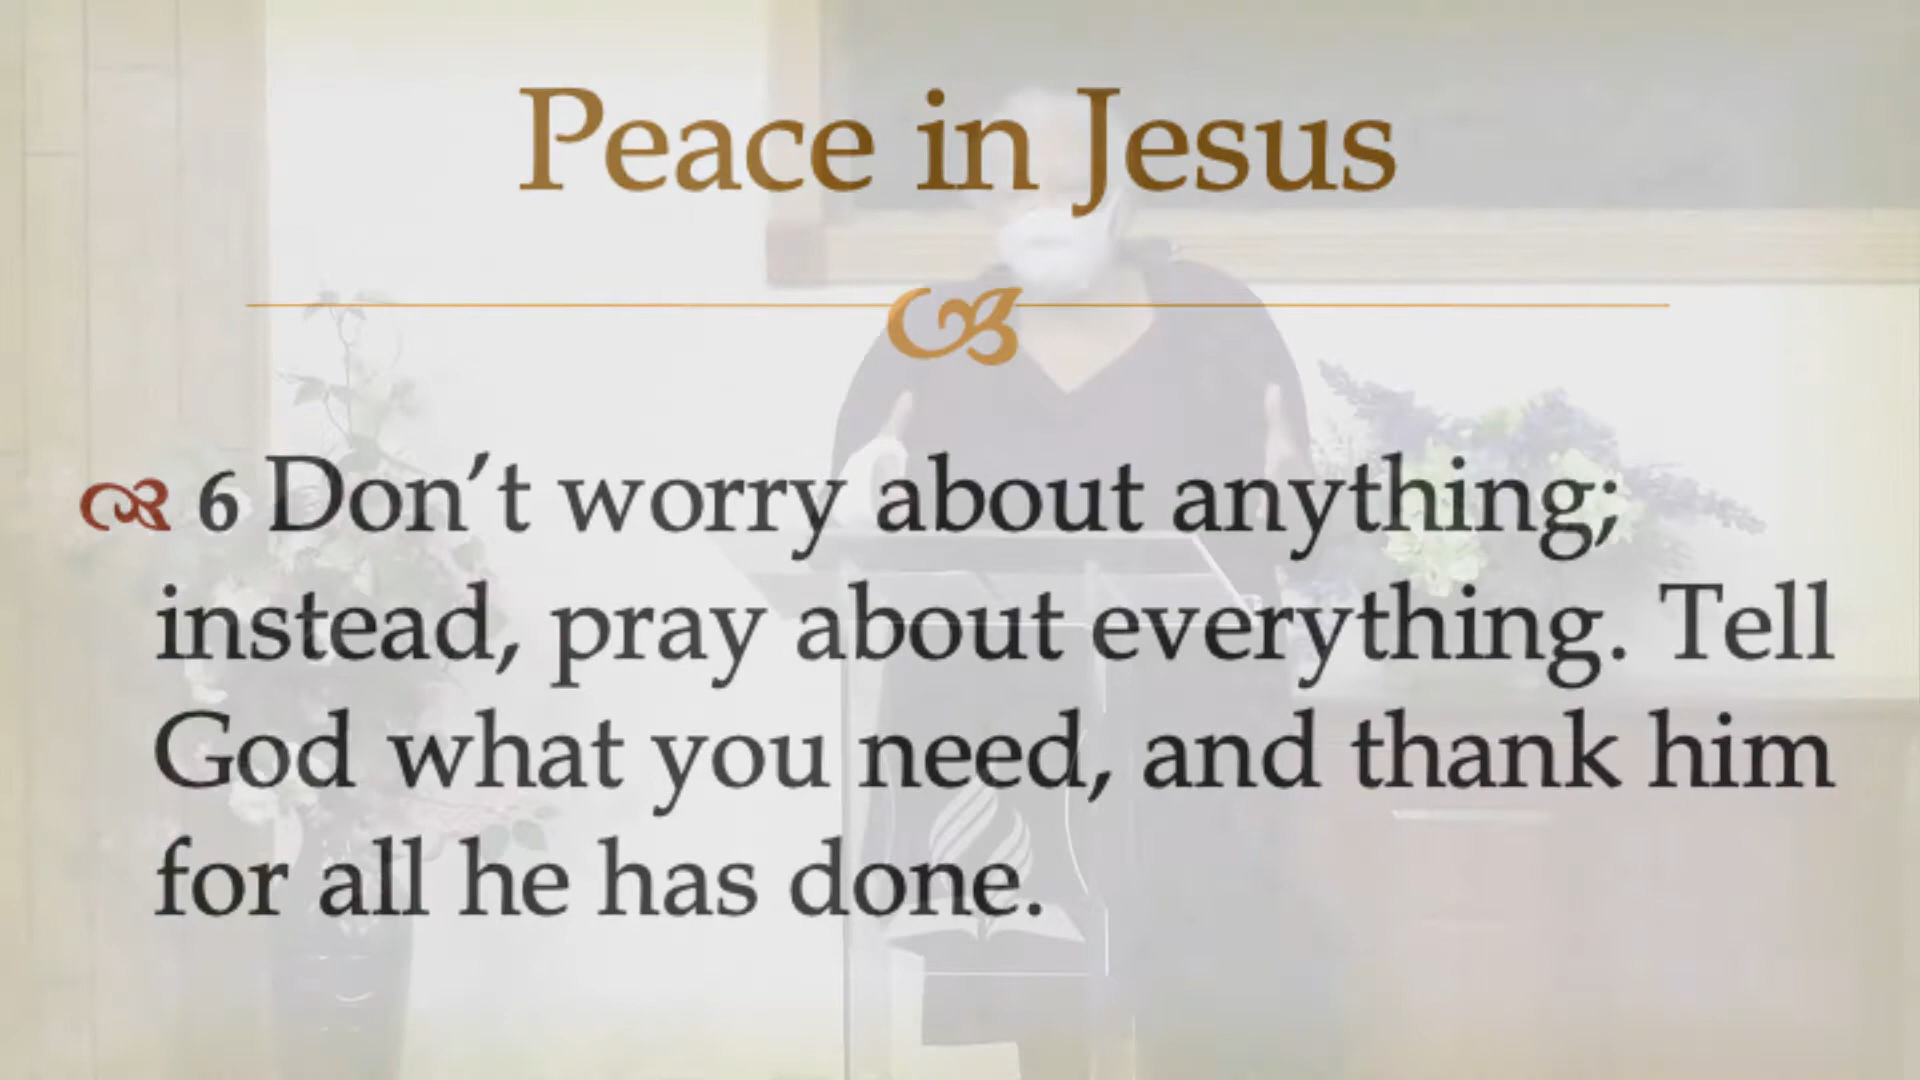 Peace in Jesus
6 Don’t worry about anything;
instead, pray about everything. Tell
God what you need, and thank him
for all he has done.